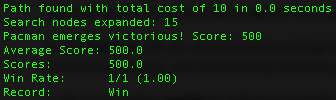 Path found with total cost of 10 in 0.0 seconds
Search nodes expanded: 15
Pacman emerges victorious! Score: 500
Average Score: 500.0
Scores:        500.0
Win Rate:      1/1 (1.00)
Record:        Win